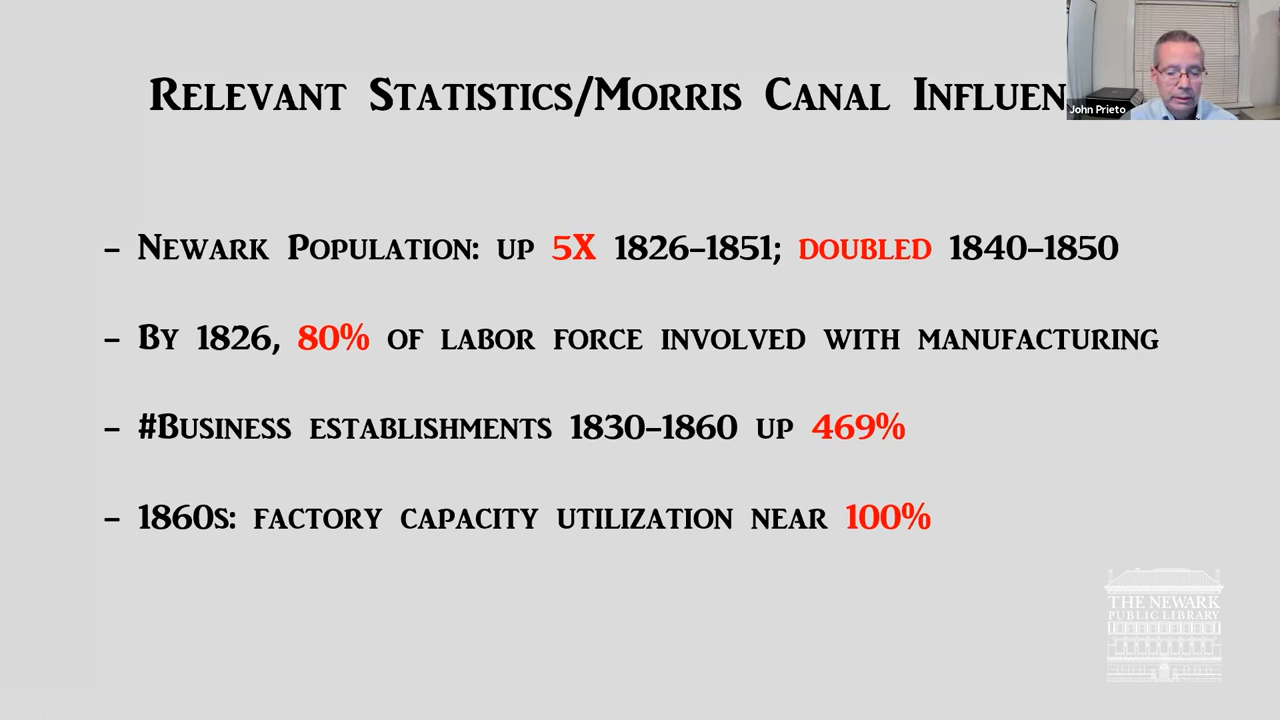 Relevant Statistics/Morris Canal Influen
John Prieto
– Newark Population: up 5X 1826–1851; doubled 1840–1850
– By 1826, 80% of labor force involved with manufacturing
– #Business establishments 1830–1860 up 469%
– 1860s: factory capacity utilization near 100%
THE NEWARK
PUBLIC LIBRARY